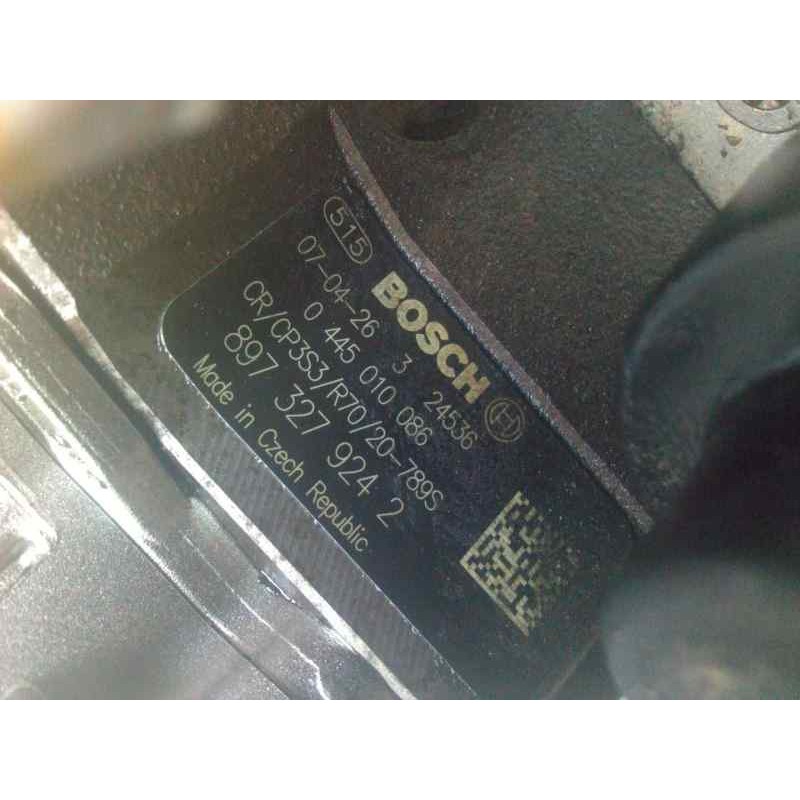 515
BOSCH
07-04-26 3 24536
0 445 010 086
CR/CP3S3/R70/20-789S
897 327 924 2
Made in Czech Republic